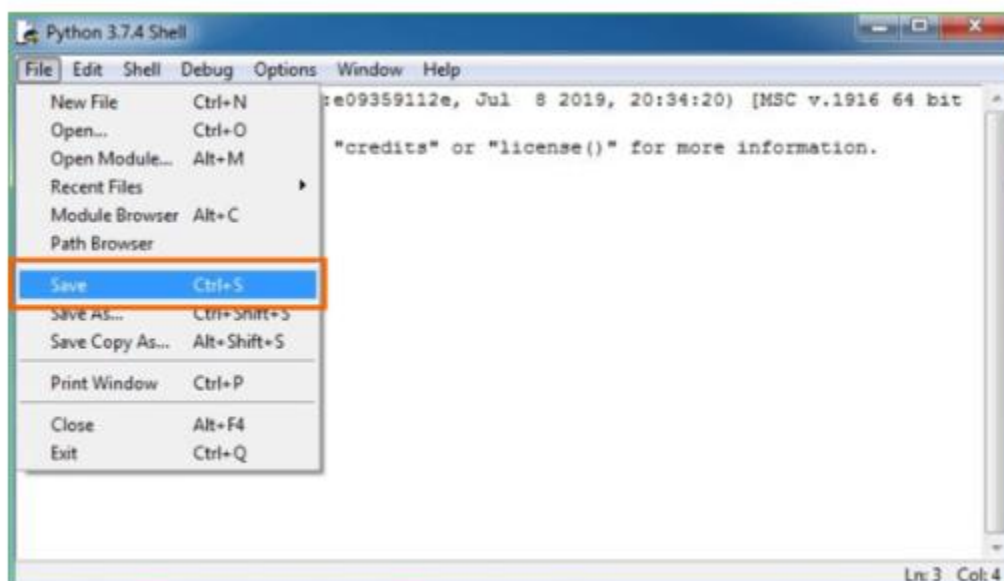 Python 3.7.4 Shell
File Edit Shell Debug Options Window Help
New File Ctrl+N
:e09359112e, Jul 8 2019, 20:34:20) [MSC v.1916 64 bit
Open... Ctrl+O
"credits" or "license()" for more information.
Open Module... Alt+M
Recent Files
Module Browser Alt+C
Path Browser
Save Ctrl+S
Save As... Ctrl+Shift+S
Save Copy As... Alt+Shift+S
Print Window Ctrl+P
Close Alt+F4
Exit Ctrl+Q
Ln: 3 Col: 4